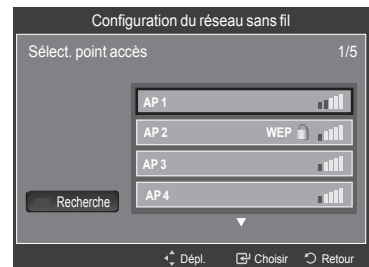 Configuration du réseau sans fil
Sélect. point accès 1/5
AP 1
AP 2 WEP
AP 3
AP 4
Recherche
Dépl. Choisir Retour